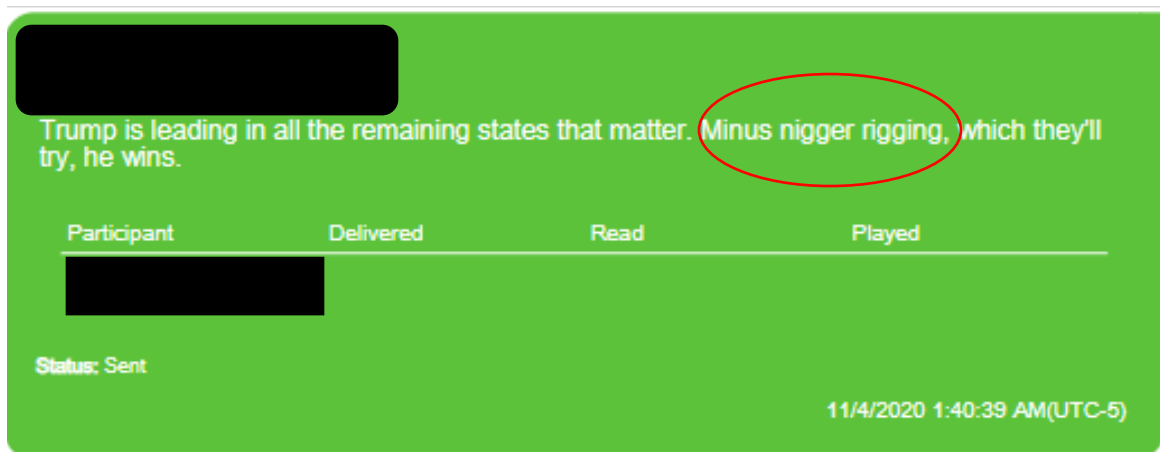 Trump is leading in all the remaining states that matter. Minus nigger rigging, which they'll
try, he wins.
Participant Delivered Read Played
Status: Sent
11/4/2020 1:40:39 AM(UTC-5)